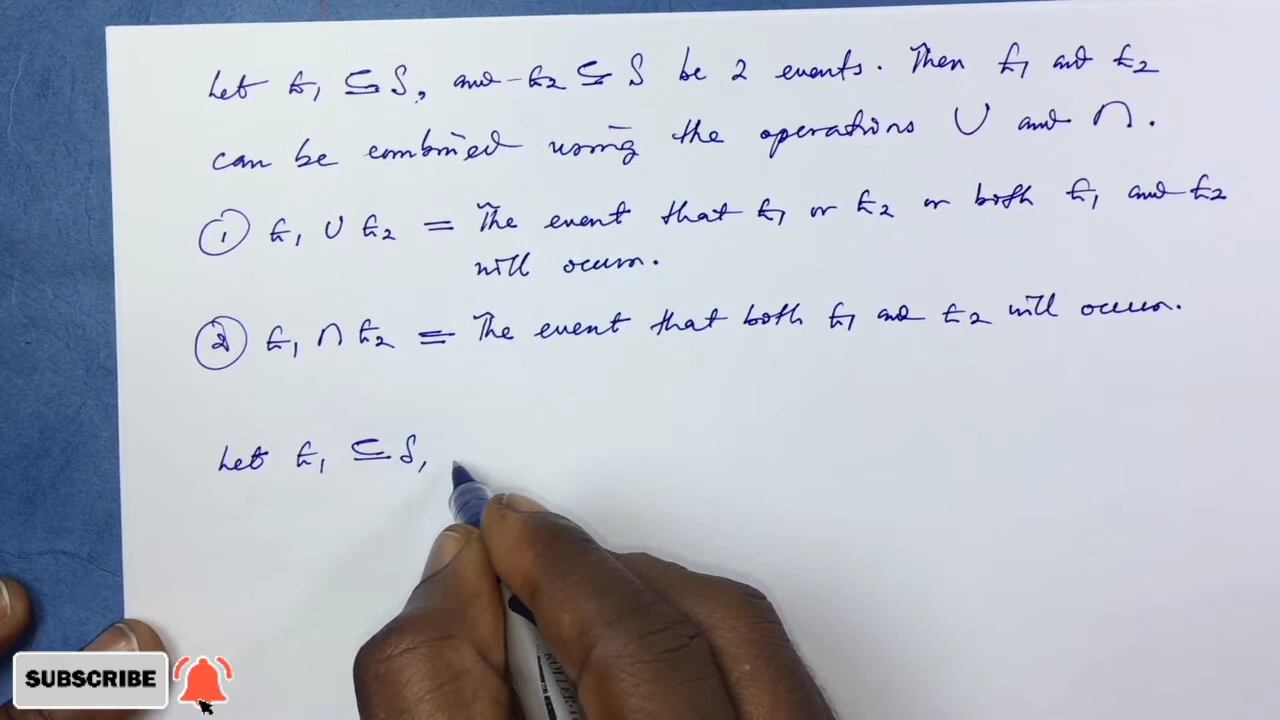 Let E₁ ⊆ S, and E₂ ⊆ S be 2 events. Then E₁ and E₂
can be combined using the operations ∪ and ∩.
① E₁ ∪ E₂ = The event that E₁ or E₂ or both E₁ and E₂
will occur.
② E₁ ∩ E₂ = The event that both E₁ and E₂ will occur.
Let E₁ ⊆ S,
SUBSCRIBE